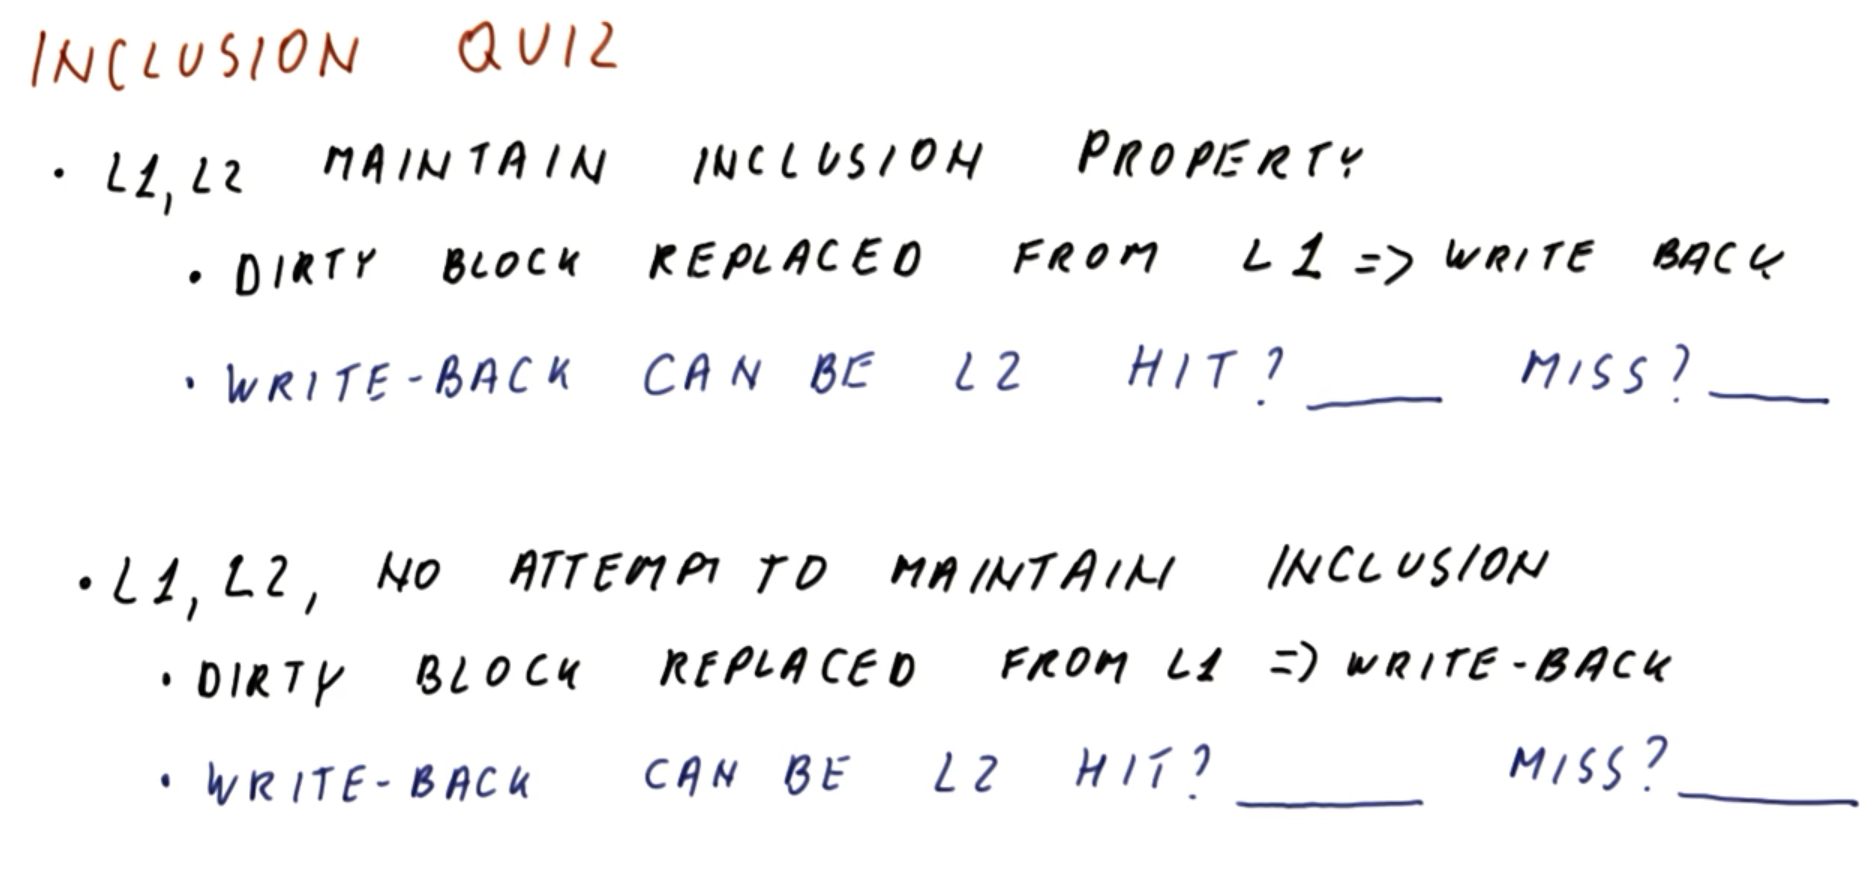 INCLUSION QUIZ
• L1, L2 MAINTAIN INCLUSION PROPERTY
• DIRTY BLOCK REPLACED FROM L1 => WRITE BACK
• WRITE-BACK CAN BE L2 HIT? ____ MISS? ____
• L1, L2, NO ATTEMPT TO MAINTAIN INCLUSION
• DIRTY BLOCK REPLACED FROM L1 => WRITE-BACK
• WRITE-BACK CAN BE L2 HIT? ____ MISS? ____